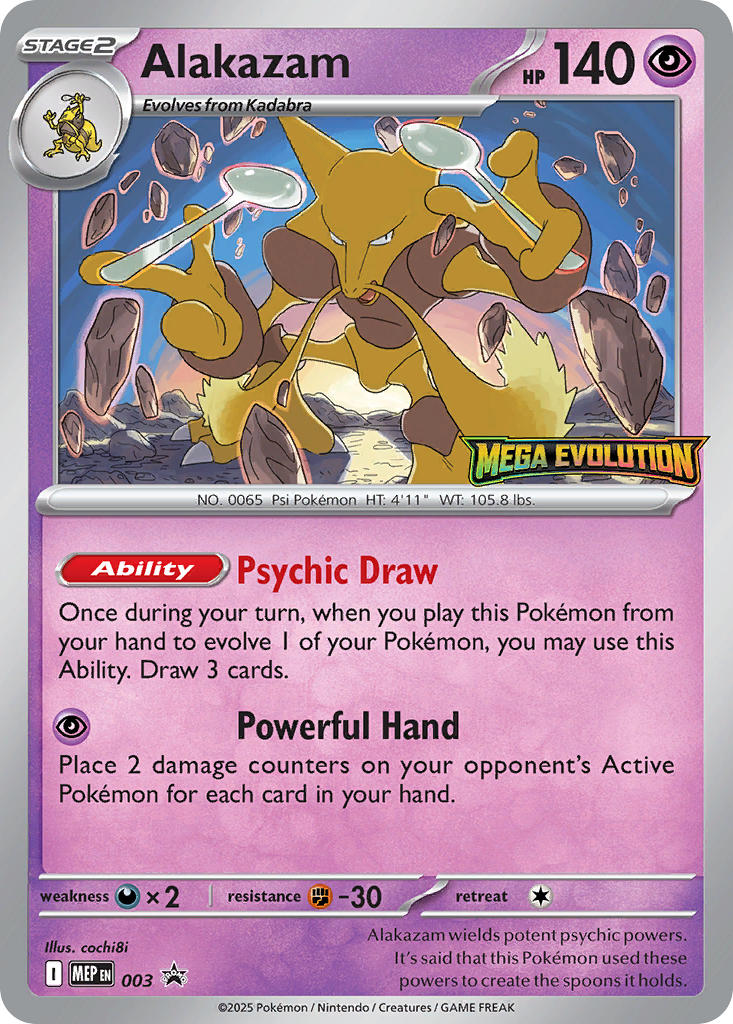 STAGE2
Alakazam
HP 140
Evolves from Kadabra
MEGA EVOLUTION
NO. 0065 Psi Pokémon HT: 4'11" WT: 105.8 lbs.
Ability Psychic Draw
Once during your turn, when you play this Pokémon from
your hand to evolve 1 of your Pokémon, you may use this
Ability. Draw 3 cards.
Powerful Hand
Place 2 damage counters on your opponent's Active
Pokémon for each card in your hand.
weakness ×2 resistance -30 retreat
Illus. cochi8i
I MEP EN 003 PROMO
Alakazam wields potent psychic powers.
It's said that this Pokémon used these
powers to create the spoons it holds.
©2025 Pokémon / Nintendo / Creatures / GAME FREAK